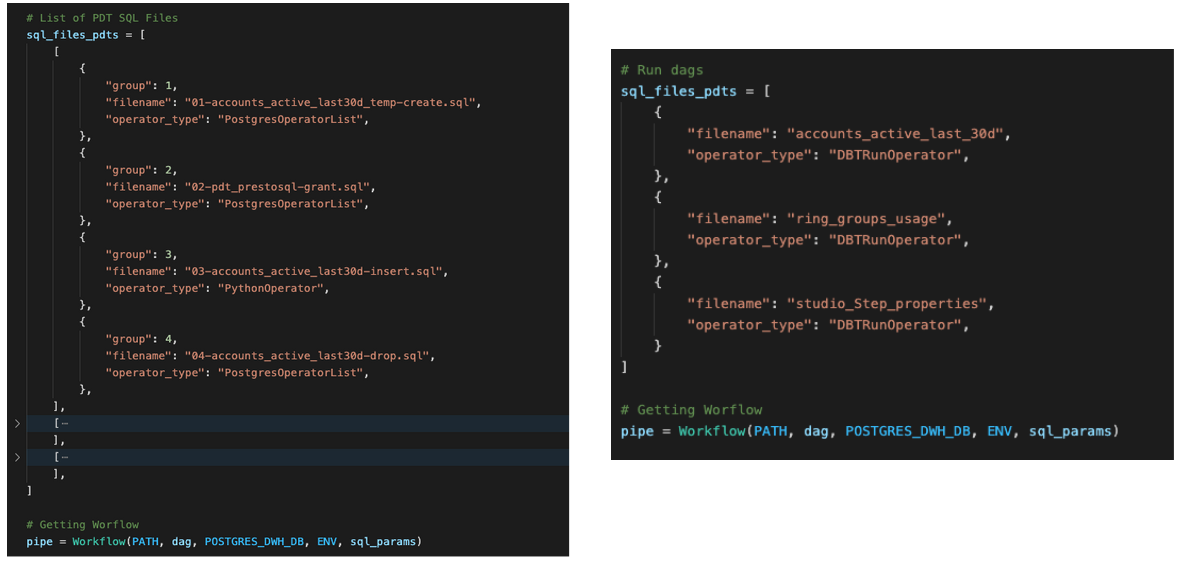 # List of PDT SQL Files
sql_files_pdts = [
[
{
"group": 1,
"filename": "01-accounts_active_last30d_temp-create.sql",
"operator_type": "PostgresOperatorList",
},
{
"group": 2,
"filename": "02-pdt_prestosql-grant.sql",
"operator_type": "PostgresOperatorList",
},
{
"group": 3,
"filename": "03-accounts_active_last30d-insert.sql",
"operator_type": "PythonOperator",
},
{
"group": 4,
"filename": "04-accounts_active_last30d-drop.sql",
"operator_type": "PostgresOperatorList",
},
],
[…
],
[…
],
]
# Getting Worflow
pipe = Workflow(PATH, dag, POSTGRES_DWH_DB, ENV, sql_params)
# Run dags
sql_files_pdts = [
{
"filename": "accounts_active_last_30d",
"operator_type": "DBTRunOperator",
},
{
"filename": "ring_groups_usage",
"operator_type": "DBTRunOperator",
},
{
"filename": "studio_Step_properties",
"operator_type": "DBTRunOperator",
}
]
# Getting Worflow
pipe = Workflow(PATH, dag, POSTGRES_DWH_DB, ENV, sql_params)